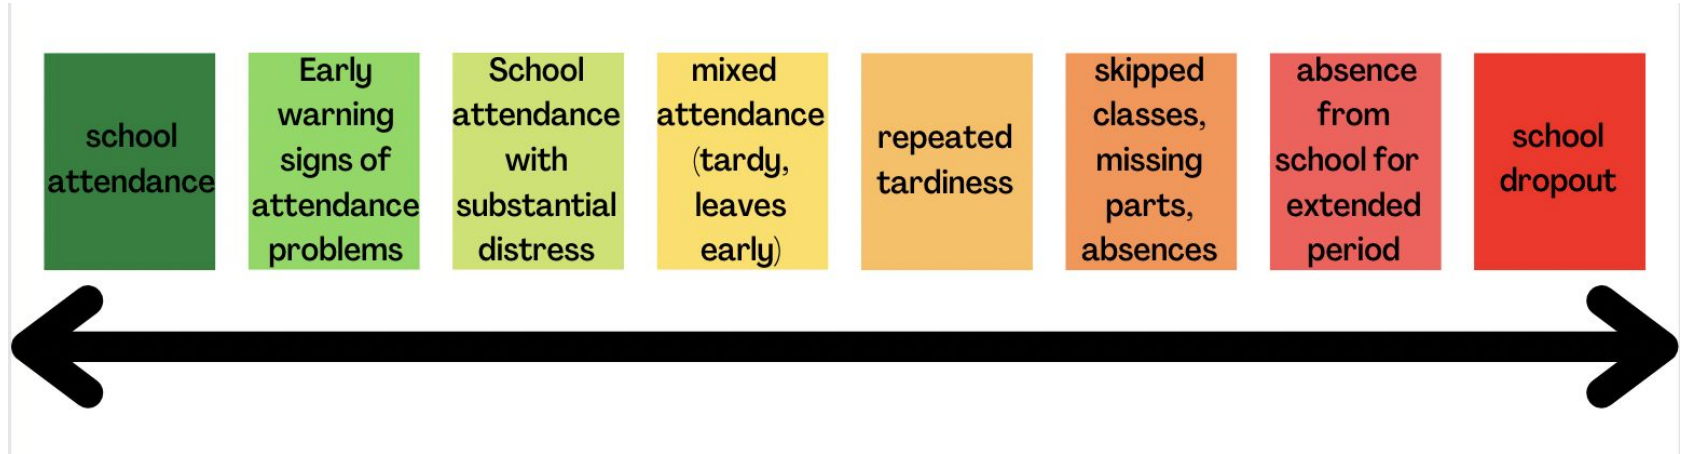 school
attendance
Early
warning
signs of
attendance
problems
School
attendance
with
substantial
distress
mixed
attendance
(tardy,
leaves
early)
repeated
tardiness
skipped
classes,
missing
parts,
absences
absence
from
school for
extended
period
school
dropout